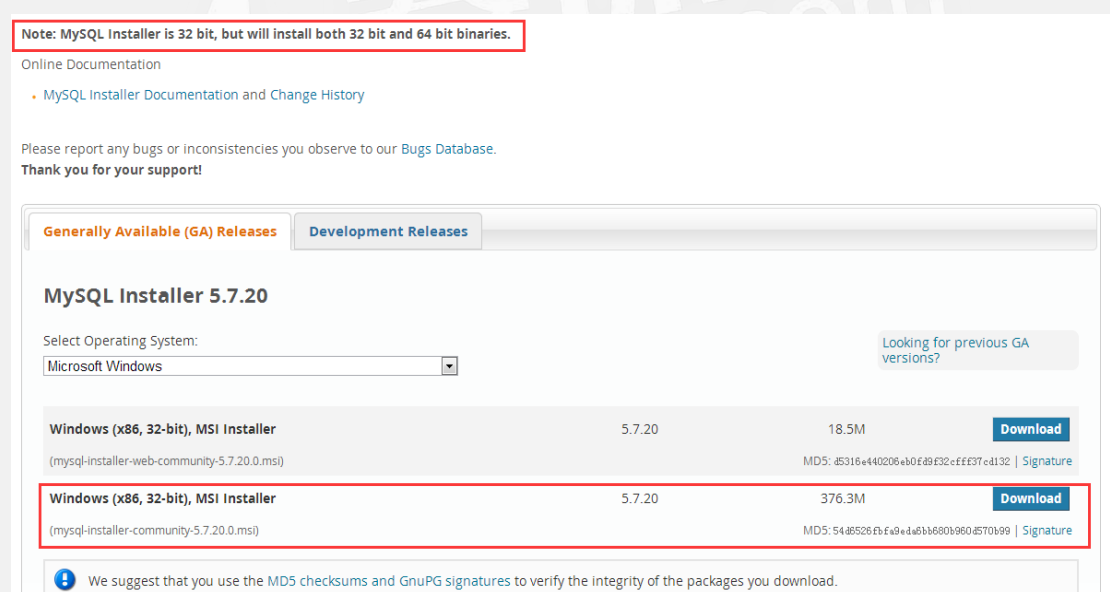 Note: MySQL Installer is 32 bit, but will install both 32 bit and 64 bit binaries.
Online Documentation
MySQL Installer Documentation and Change History
Please report any bugs or inconsistencies you observe to our Bugs Database.
Thank you for your support!
Generally Available (GA) Releases Development Releases
MySQL Installer 5.7.20
Select Operating System:
Looking for previous GA versions?
Microsoft Windows
Windows (x86, 32-bit), MSI Installer 5.7.20 18.5M Download
(mysql-installer-web-community-5.7.20.0.msi) MD5: d5316e440206eb0fd9f32cfff37cd132 | Signature
Windows (x86, 32-bit), MSI Installer 5.7.20 376.3M Download
(mysql-installer-community-5.7.20.0.msi) MD5: 54d6526fbfa9eda6bb680b960d570b99 | Signature
We suggest that you use the MD5 checksums and GnuPG signatures to verify the integrity of the packages you download.